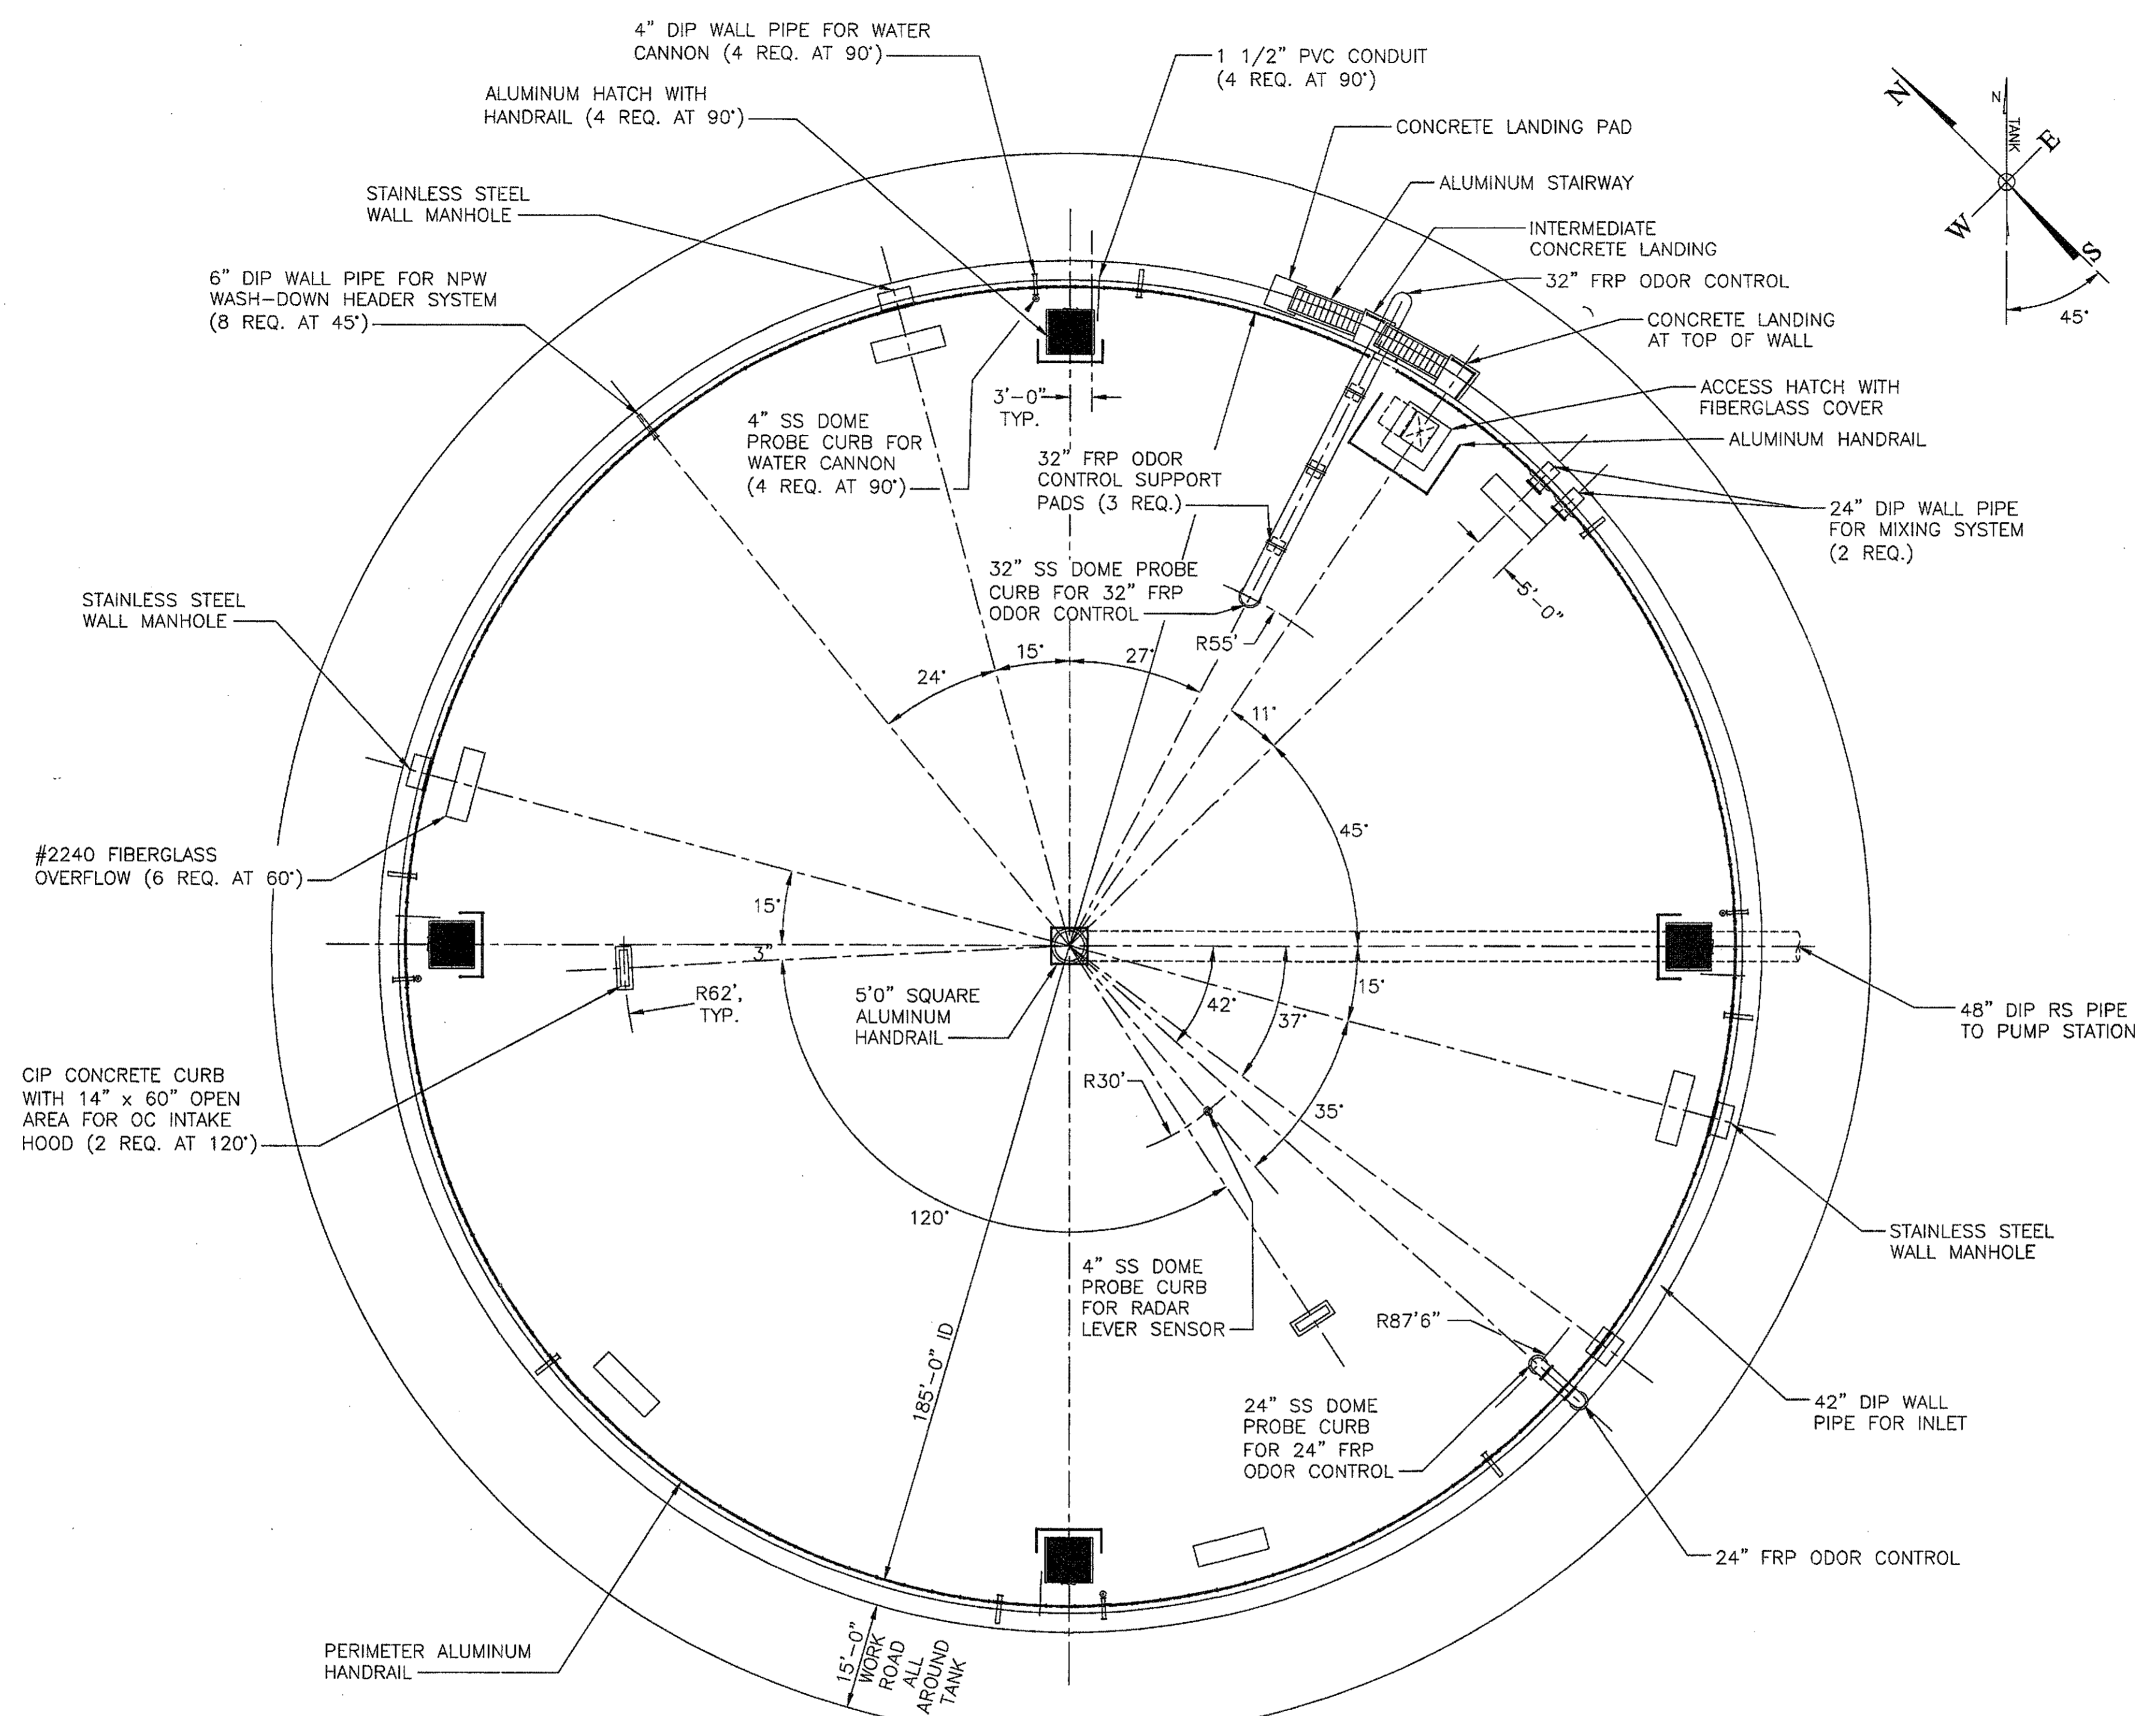 4" DIP WALL PIPE FOR WATER
CANNON (4 REQ. AT 90°)
1 1/2" PVC CONDUIT
(4 REQ. AT 90°)
ALUMINUM HATCH WITH
HANDRAIL (4 REQ. AT 90°)
CONCRETE LANDING PAD
N
N
TANK
E
W
S
45°
STAINLESS STEEL
WALL MANHOLE
ALUMINUM STAIRWAY
INTERMEDIATE
CONCRETE LANDING
6" DIP WALL PIPE FOR NPW
WASH-DOWN HEADER SYSTEM
(8 REQ. AT 45°)
32" FRP ODOR CONTROL
CONCRETE LANDING
AT TOP OF WALL
3'-0"
TYP.
ACCESS HATCH WITH
FIBERGLASS COVER
ALUMINUM HANDRAIL
4" SS DOME
PROBE CURB FOR
WATER CANNON
(4 REQ. AT 90°)
32" FRP ODOR
CONTROL SUPPORT
PADS (3 REQ.)
24" DIP WALL PIPE
FOR MIXING SYSTEM
(2 REQ.)
32" SS DOME PROBE
CURB FOR 32" FRP
ODOR CONTROL
5'-0"
STAINLESS STEEL
WALL MANHOLE
R55'
24°
15°
27°
11°
45°
#2240 FIBERGLASS
OVERFLOW (6 REQ. AT 60°)
15°
3"
R62',
TYP.
5'0" SQUARE
ALUMINUM
HANDRAIL
42°
37°
15°
48" DIP RS PIPE
TO PUMP STATION
CIP CONCRETE CURB
WITH 14" x 60" OPEN
AREA FOR OC INTAKE
HOOD (2 REQ. AT 120°)
R30'
35°
120°
STAINLESS STEEL
WALL MANHOLE
4" SS DOME
PROBE CURB
FOR RADAR
LEVER SENSOR
R87'6"
185'-0" ID
24" SS DOME
PROBE CURB
FOR 24" FRP
ODOR CONTROL
42" DIP WALL
PIPE FOR INLET
24" FRP ODOR CONTROL
PERIMETER ALUMINUM
HANDRAIL
15'-0"
WORK
ROAD
ALL
AROUND
TANK